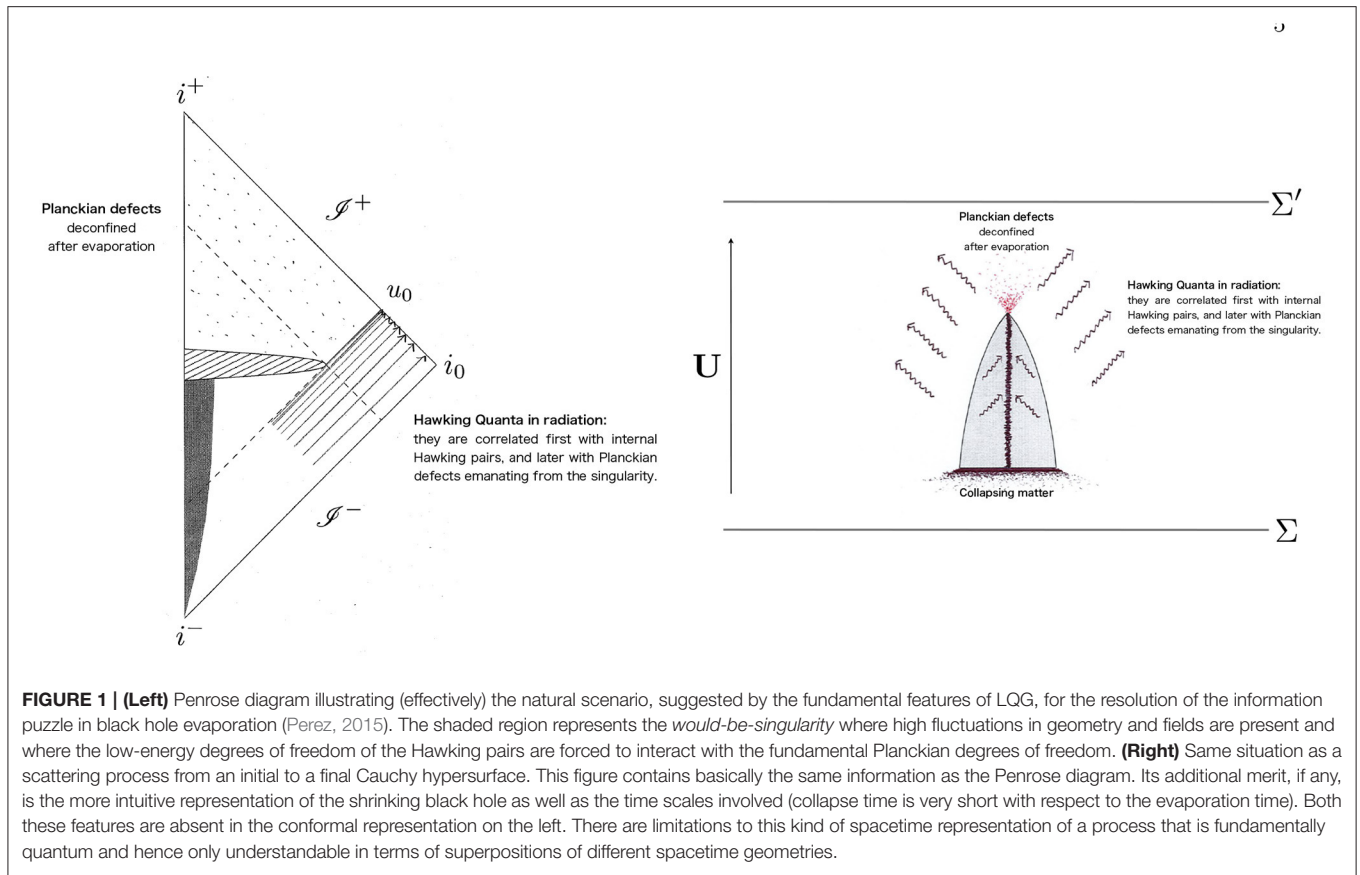 i⁺
Planckian defects
deconfined
after evaporation
ℐ⁺
u₀
i₀
Hawking Quanta in radiation:
they are correlated first with internal
Hawking pairs, and later with Planckian
defects emanating from the singularity.
ℐ⁻
i⁻
Σ′
Planckian defects
deconfined
after evaporation
Hawking Quanta in radiation:
they are correlated first with internal
Hawking pairs, and later with Planckian
defects emanating from the singularity.
U
Collapsing matter
Σ
FIGURE 1 | (Left) Penrose diagram illustrating (effectively) the natural scenario, suggested by the fundamental features of LQG, for the resolution of the information
puzzle in black hole evaporation (Perez, 2015). The shaded region represents the would-be-singularity where high fluctuations in geometry and fields are present and
where the low-energy degrees of freedom of the Hawking pairs are forced to interact with the fundamental Planckian degrees of freedom. (Right) Same situation as a
scattering process from an initial to a final Cauchy hypersurface. This figure contains basically the same information as the Penrose diagram. Its additional merit, if any,
is the more intuitive representation of the shrinking black hole as well as the time scales involved (collapse time is very short with respect to the evaporation time). Both
these features are absent in the conformal representation on the left. There are limitations to this kind of spacetime representation of a process that is fundamentally
quantum and hence only understandable in terms of superpositions of different spacetime geometries.